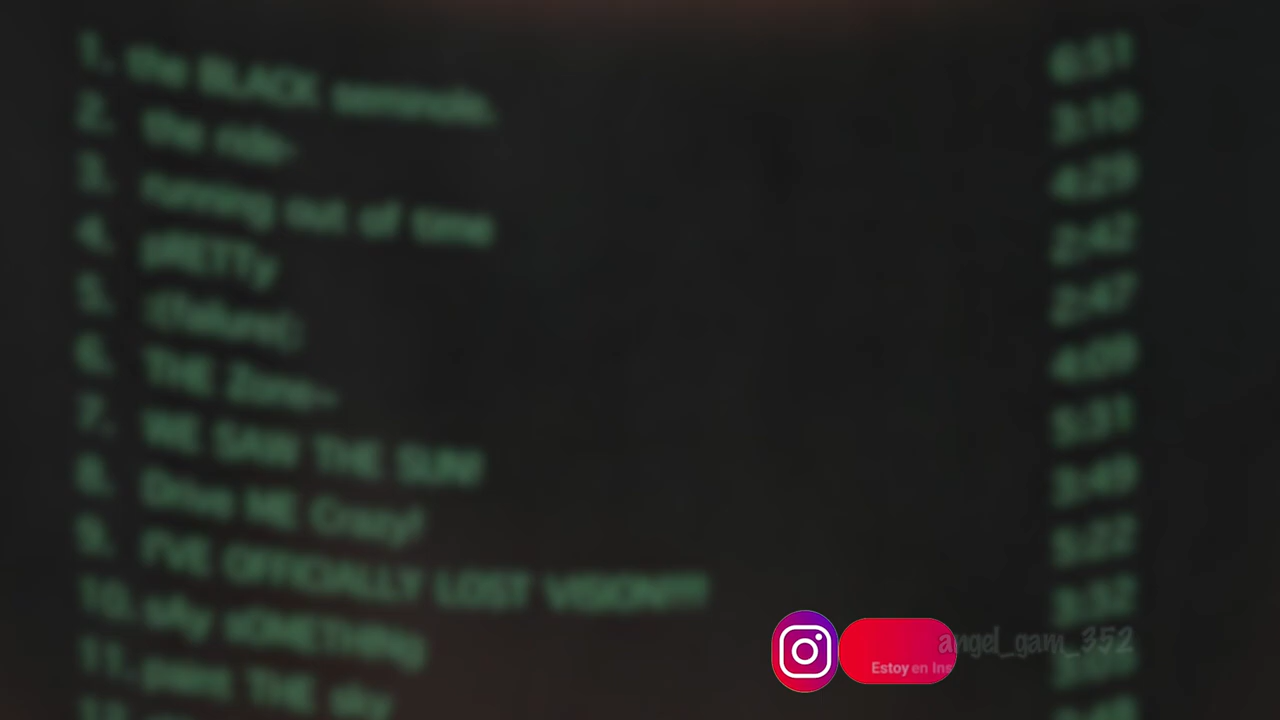 1. the BLACK seminole. 6:51
2. the ride- 3:10
3. running out of time 4:29
4. pRETTy 2:42
5. :(failure(: 2:47
6. THE Zone~ 4:09
7. WE SAW THE SUN! 5:31
8. Drive ME Crazy! 3:49
9. I'VE OFFICIALLY LOST VISION!!!! 5:22
10. sAy sOMETHINg 3:32
11. paint THE sky
angel_gam_352
Estoy en Ins